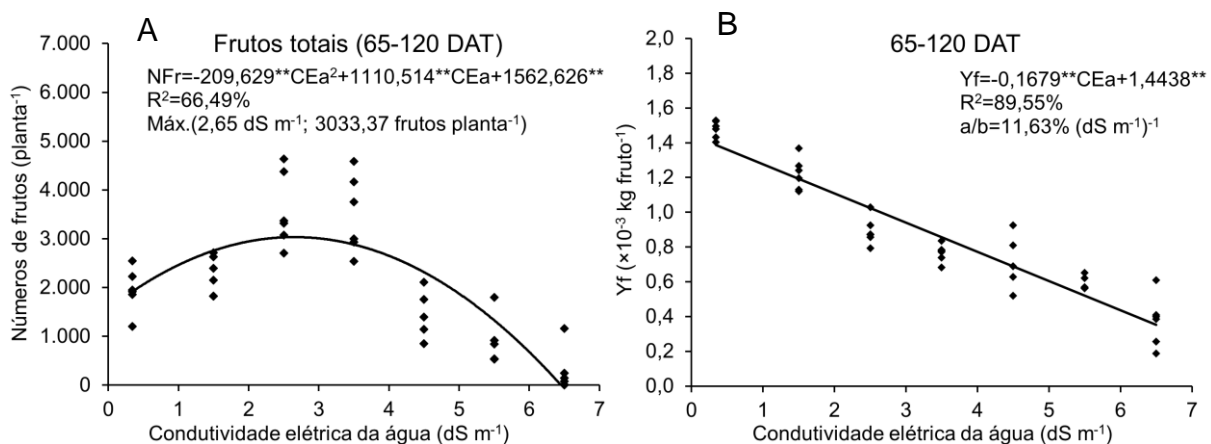 A
Frutos totais (65-120 DAT)
NFr=-209,629**CEa²+1110,514**CEa+1562,626**
R²=66,49%
Máx.(2,65 dS m⁻¹; 3033,37 frutos planta⁻¹)
Números de frutos (planta⁻¹)
7.000
6.000
5.000
4.000
3.000
2.000
1.000
0
0 1 2 3 4 5 6 7
Condutividade elétrica da água (dS m⁻¹)
B
65-120 DAT
Yf=-0,1679**CEa+1,4438**
R²=89,55%
a/b=11,63% (dS m⁻¹)⁻¹
Yf (×10⁻³ kg fruto⁻¹)
2,0
1,8
1,6
1,4
1,2
1,0
0,8
0,6
0,4
0,2
0,0
0 1 2 3 4 5 6 7
Condutividade elétrica da água (dS m⁻¹)